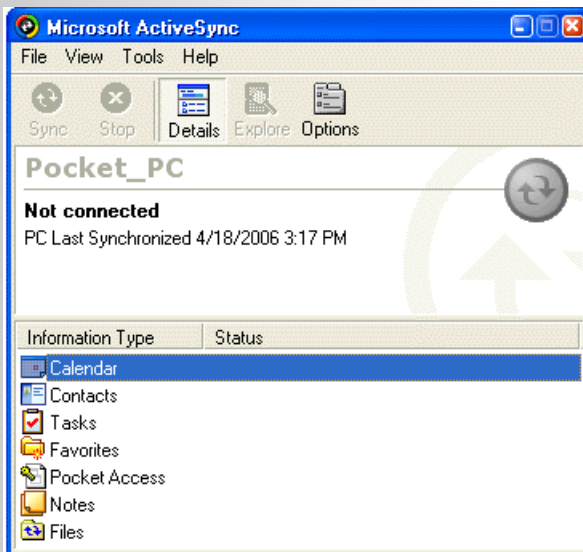 Microsoft ActiveSync
File View Tools Help
Sync Stop Details Explore Options
Pocket_PC
Not connected
PC Last Synchronized 4/18/2006 3:17 PM
Information Type Status
Calendar
Contacts
Tasks
Favorites
Pocket Access
Notes
Files